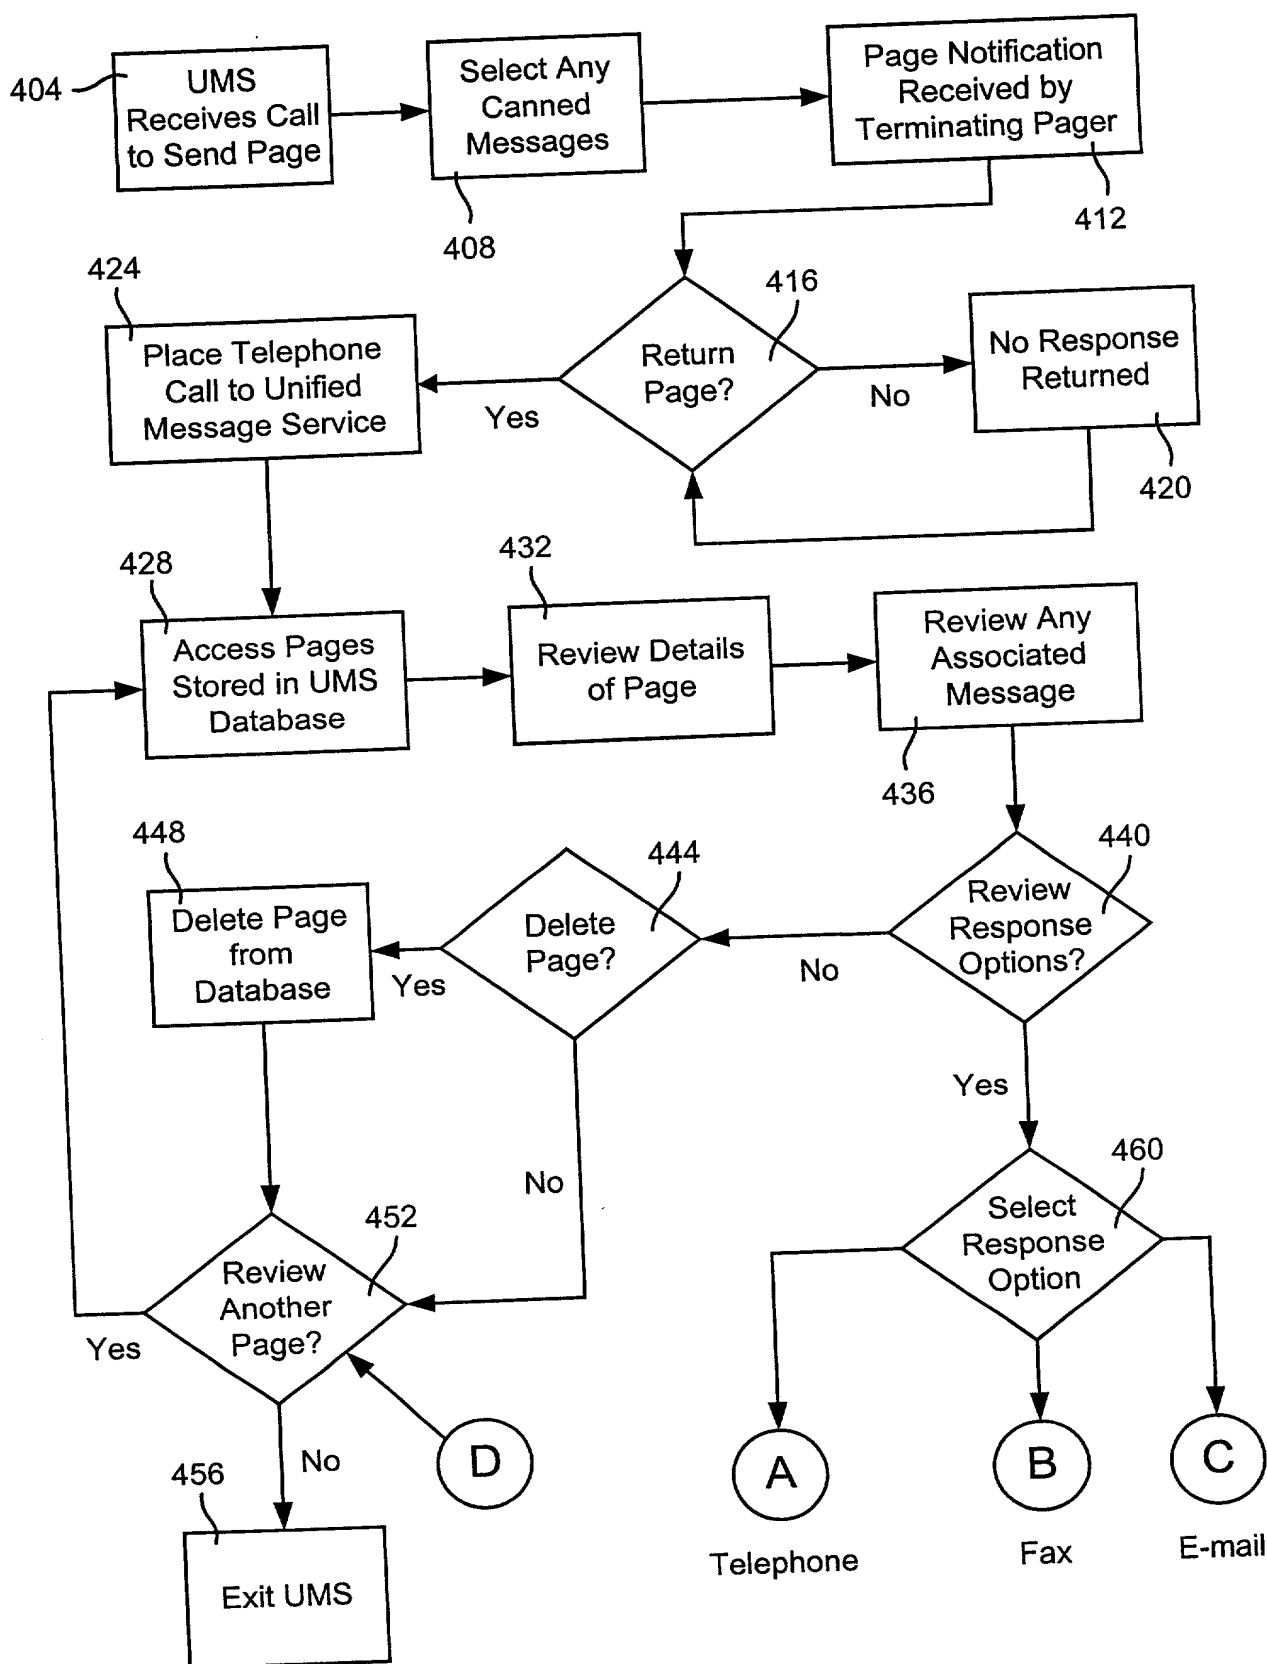 404
UMS
Receives Call
to Send Page
Select Any
Canned
Messages
408
Page Notification
Received by
Terminating Pager
412
424
Place Telephone
Call to Unified
Message Service
Yes
416
Return
Page?
No
No Response
Returned
420
428
Access Pages
Stored in UMS
Database
432
Review Details
of Page
Review Any
Associated
Message
436
448
Delete Page
from
Database
Yes
444
Delete
Page?
No
440
Review
Response
Options?
No
Yes
452
Review
Another
Page?
Yes
No
D
456
Exit UMS
460
Select
Response
Option
A
Telephone
B
Fax
C
E-mail